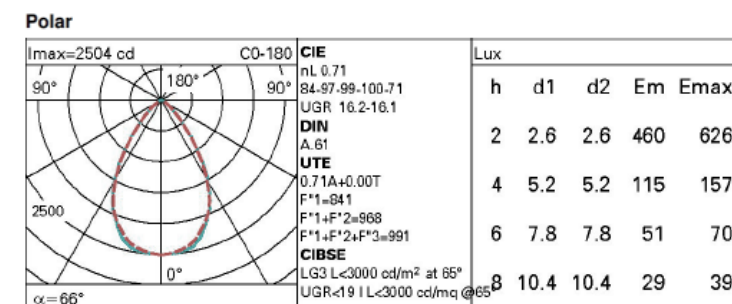 Polar
Imax=2504 cd C0-180
90° 180° 90°
2500
0°
α=66°
CIE
nL 0.71
84-97-99-100-71
UGR 16.2-16.1
DIN
A.61
UTE
0.71A+0.00T
F"1=841
F"1+F"2=968
F"1+F"2+F"3=991
CIBSE
LG3 L<3000 cd/m² at 65°
UGR<19 | L<3000 cd/mq @65°
Lux
h d1 d2 Em Emax
2 2.6 2.6 460 626
4 5.2 5.2 115 157
6 7.8 7.8 51 70
8 10.4 10.4 29 39